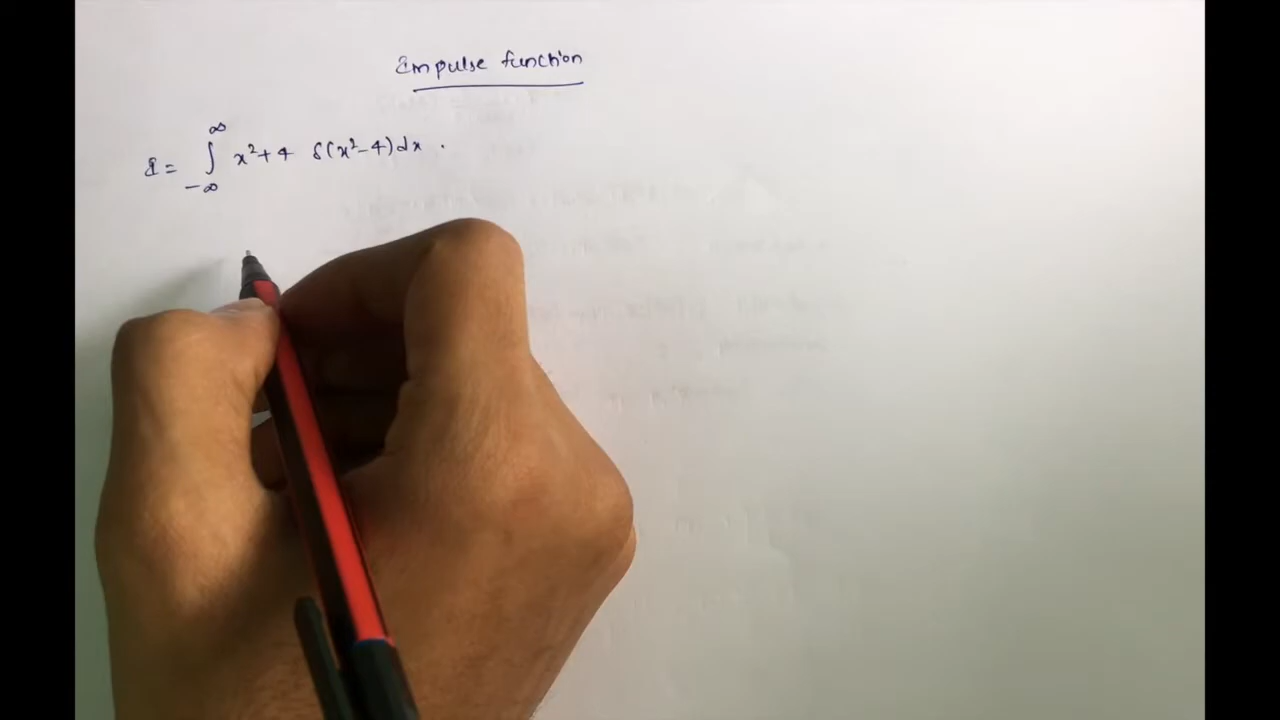 Impulse function
I = ∫_{-∞}^{∞} x²+4 δ(x²-4)dx .